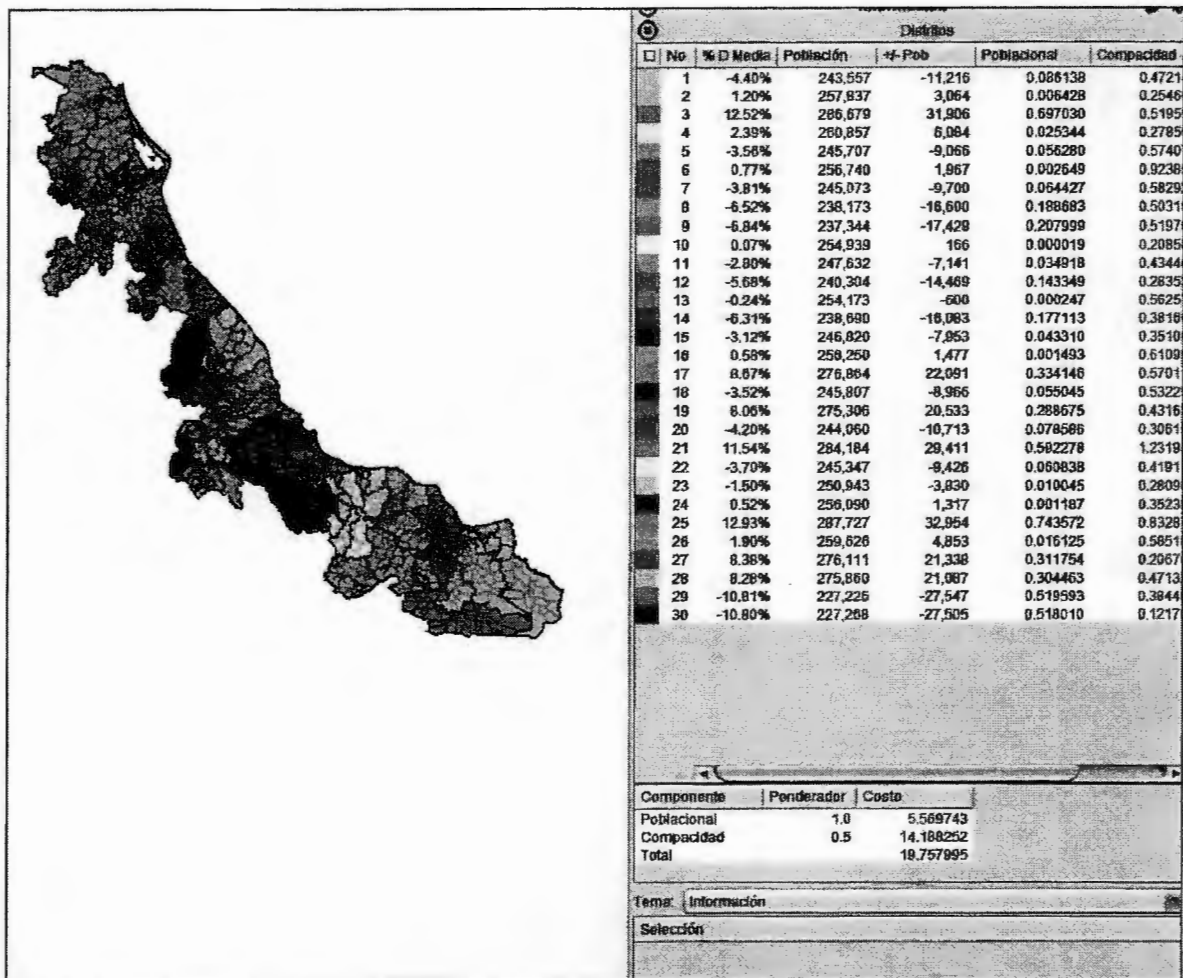 Distritos
No % D Media Población +/- Pob Poblacional Compacidad
1 -4.40% 243,557 -11,216 0.086138 0.4721
2 1.20% 257,837 3,064 0.006428 0.2546
3 12.52% 286,679 31,906 0.697030 0.5195
4 2.39% 260,857 6,084 0.025344 0.2785
5 -3.56% 245,707 -9,066 0.056280 0.5740
6 0.77% 256,740 1,967 0.002649 0.9238
7 -3.81% 245,073 -9,700 0.064427 0.5829
8 -6.52% 238,173 -16,600 0.188683 0.5031
9 -6.84% 237,344 -17,429 0.207999 0.5197
10 0.07% 254,939 166 0.000019 0.2085
11 -2.80% 247,632 -7,141 0.034918 0.4344
12 -5.68% 240,304 -14,469 0.143349 0.2835
13 -0.24% 254,173 -600 0.000247 0.5625
14 -6.31% 238,690 -16,083 0.177113 0.3816
15 -3.12% 246,820 -7,953 0.043310 0.3510
16 0.58% 256,250 1,477 0.001493 0.6109
17 8.67% 276,864 22,091 0.334146 0.5701
18 -3.52% 245,807 -8,966 0.055045 0.5322
19 8.06% 275,306 20,533 0.288675 0.4316
20 -4.20% 244,060 -10,713 0.078586 0.3061
21 11.54% 284,184 29,411 0.592278 1.2319
22 -3.70% 245,347 -9,426 0.060838 0.4191
23 -1.50% 250,943 -3,830 0.010045 0.2809
24 0.52% 256,090 1,317 0.001187 0.3523
25 12.93% 287,727 32,954 0.743572 0.8328
26 1.90% 259,626 4,853 0.016125 0.5851
27 8.38% 276,111 21,338 0.311754 0.2067
28 8.28% 275,860 21,087 0.304463 0.4713
29 -10.81% 227,226 -27,547 0.519593 0.3844
30 -10.80% 227,268 -27,505 0.518010 0.1217
Componente Ponderador Costo
Poblacional 1.0 5.569743
Compacidad 0.5 14.188252
Total 19.757995
Tema: Información
Selección